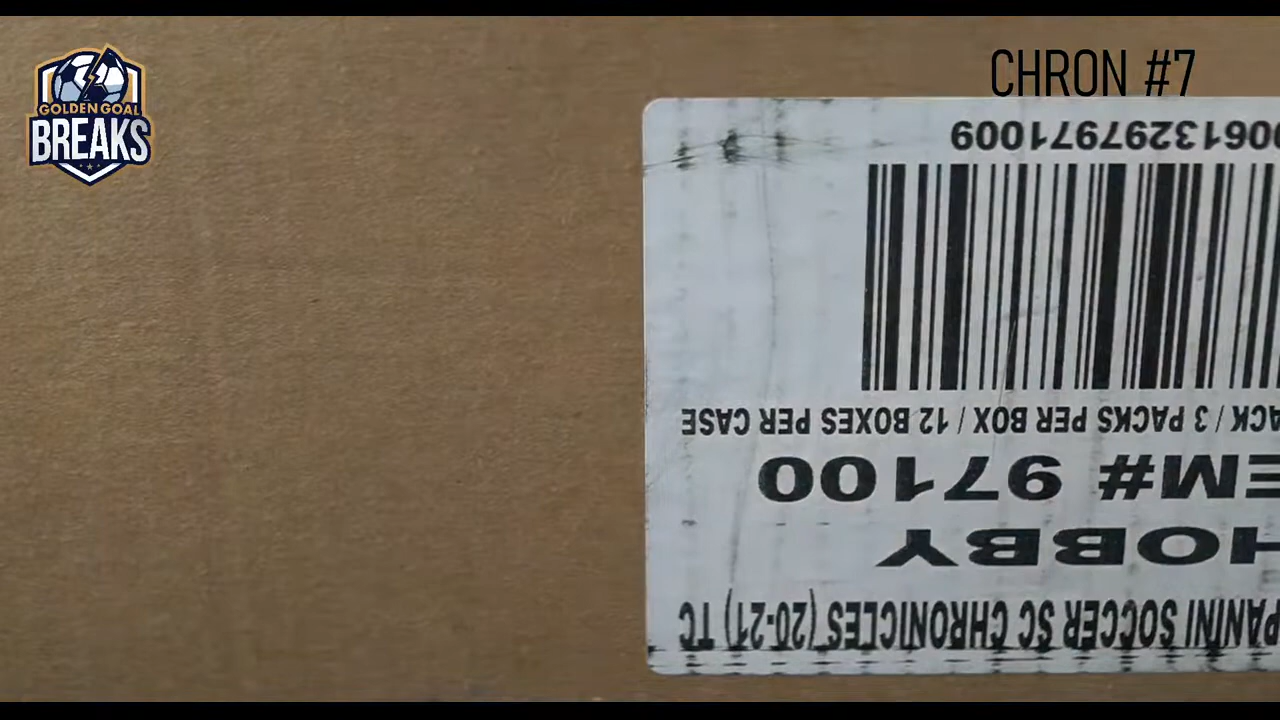 GOLDEN GOAL
BREAKS
CHRON #7
PANINI SOCCER SC CHRONICLES (20-21) TC
HOBBY
EM# 97100
ACK / 3 PACKS PER BOX / 12 BOXES PER CASE
00613297971009